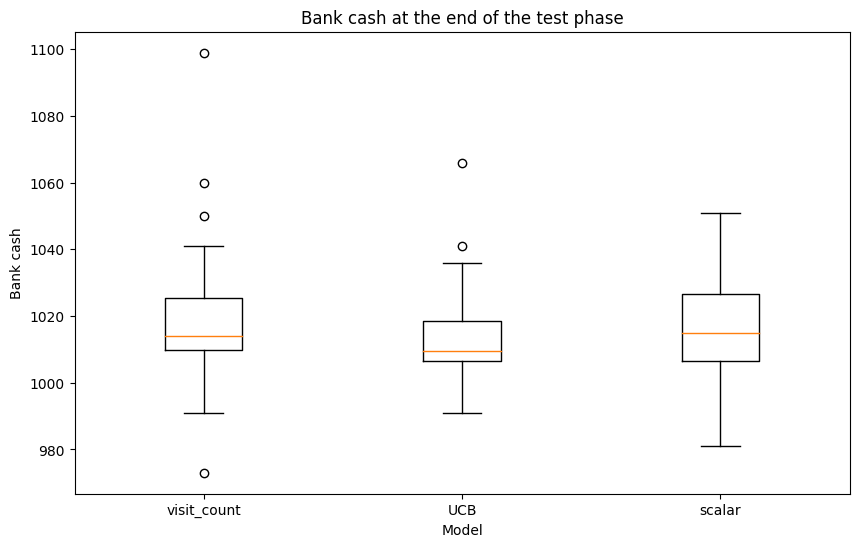 Bank cash at the end of the test phase
1100
1080
1060
1040
1020
1000
980
Bank cash
visit_count
UCB
scalar
Model